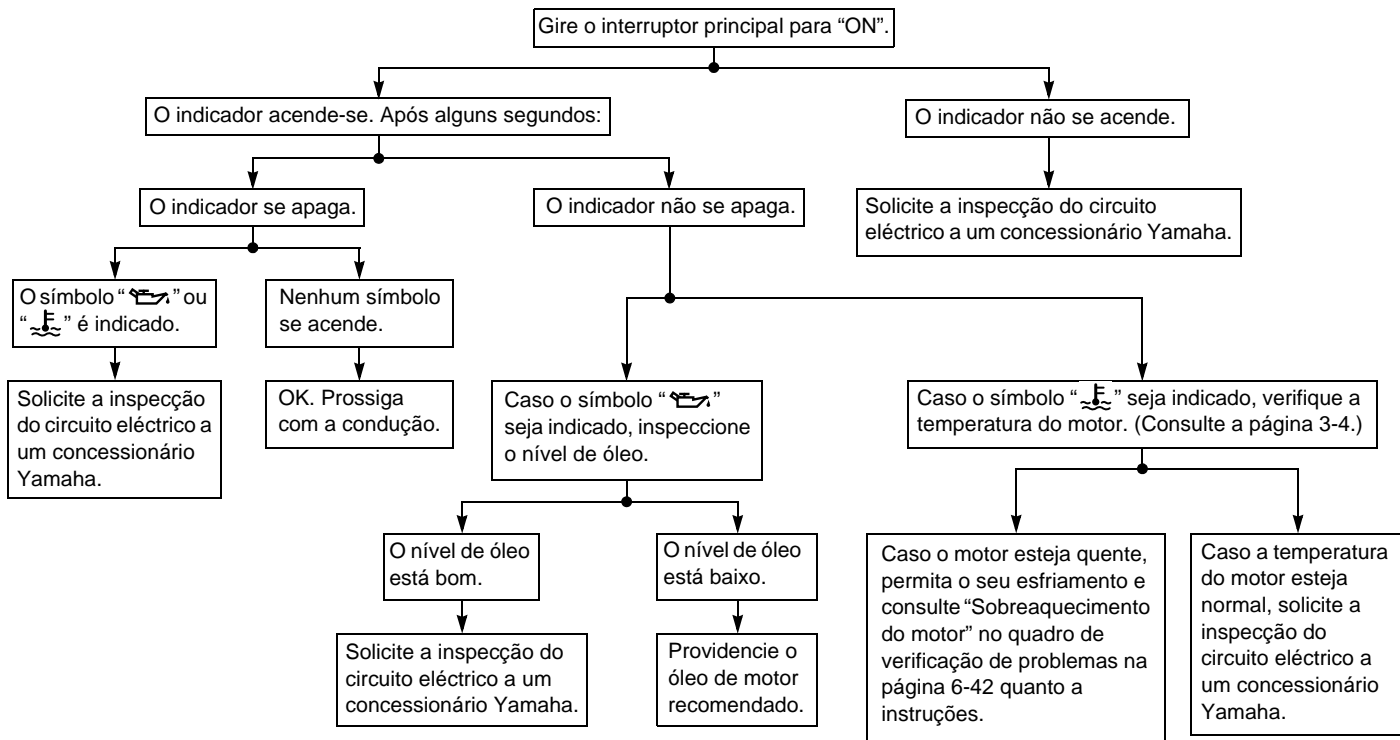 Gire o interruptor principal para “ON”.
O indicador acende-se. Após alguns segundos:
O indicador não se acende.
O indicador se apaga.
O indicador não se apaga.
Solicite a inspecção do circuito
eléctrico a um concessionário Yamaha.
O símbolo “ ” ou
“ ” é indicado.
Nenhum símbolo
se acende.
Solicite a inspecção
do circuito eléctrico a
um concessionário
Yamaha.
OK. Prossiga
com a condução.
Caso o símbolo “ ”
seja indicado, inspeccione
o nível de óleo.
Caso o símbolo “ ” seja indicado, verifique a
temperatura do motor. (Consulte a página 3-4.)
O nível de óleo
está bom.
O nível de óleo
está baixo.
Solicite a inspecção do
circuito eléctrico a um
concessionário Yamaha.
Providencie o
óleo de motor
recomendado.
Caso o motor esteja quente,
permita o seu esfriamento e
consulte “Sobreaquecimento
do motor” no quadro de
verificação de problemas na
página 6-42 quanto a
instruções.
Caso a temperatura
do motor esteja
normal, solicite a
inspecção do
circuito eléctrico a
um concessionário
Yamaha.